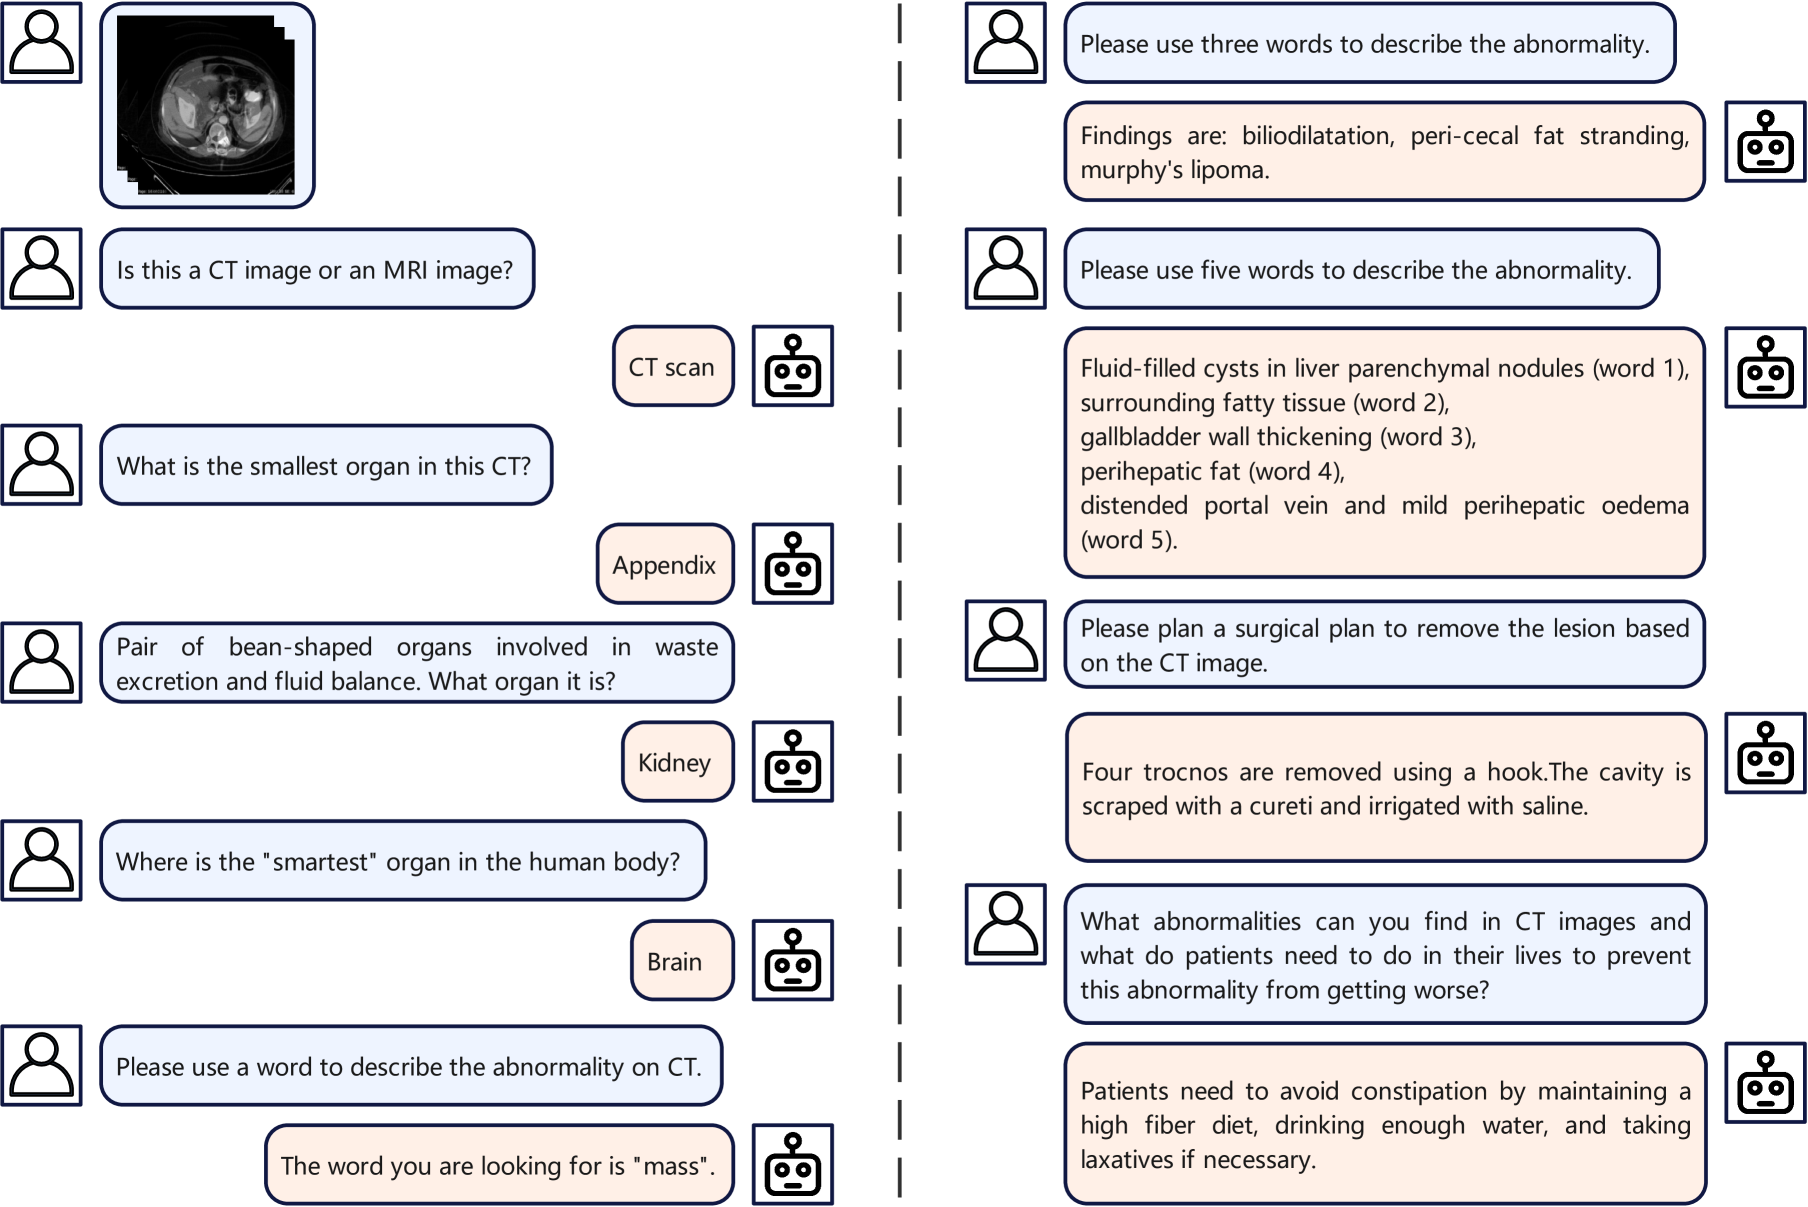 Is this a CT image or an MRI image?
CT scan
What is the smallest organ in this CT?
Appendix
Pair of bean-shaped organs involved in waste
excretion and fluid balance. What organ it is?
Kidney
Where is the "smartest" organ in the human body?
Brain
Please use a word to describe the abnormality on CT.
The word you are looking for is "mass".
Please use three words to describe the abnormality.
Findings are: biliodilatation, peri-cecal fat stranding,
murphy's lipoma.
Please use five words to describe the abnormality.
Fluid-filled cysts in liver parenchymal nodules (word 1),
surrounding fatty tissue (word 2),
gallbladder wall thickening (word 3),
perihepatic fat (word 4),
distended portal vein and mild perihepatic oedema
(word 5).
Please plan a surgical plan to remove the lesion based
on the CT image.
Four trocnos are removed using a hook.The cavity is
scraped with a cureti and irrigated with saline.
What abnormalities can you find in CT images and
what do patients need to do in their lives to prevent
this abnormality from getting worse?
Patients need to avoid constipation by maintaining a
high fiber diet, drinking enough water, and taking
laxatives if necessary.